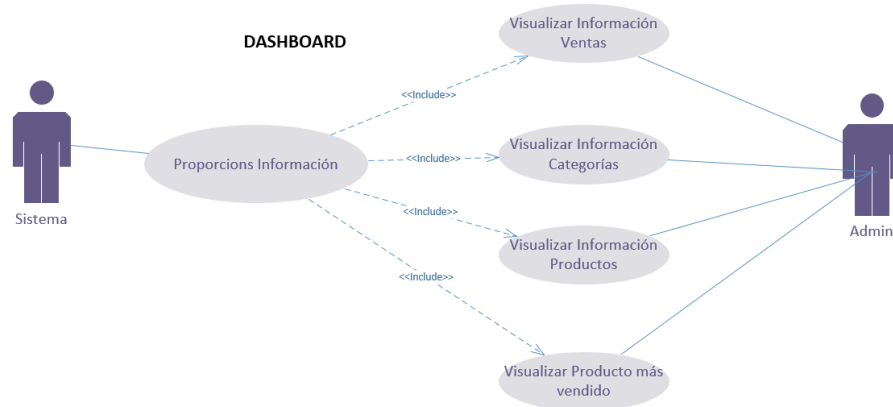 DASHBOARD
Visualizar Información
Ventas
<<Include>>
Sistema
Proporcions Información
<<Include>>
Visualizar Información
Categorías
Admin
<<Include>>
Visualizar Información
Productos
<<Include>>
Visualizar Producto más
vendido